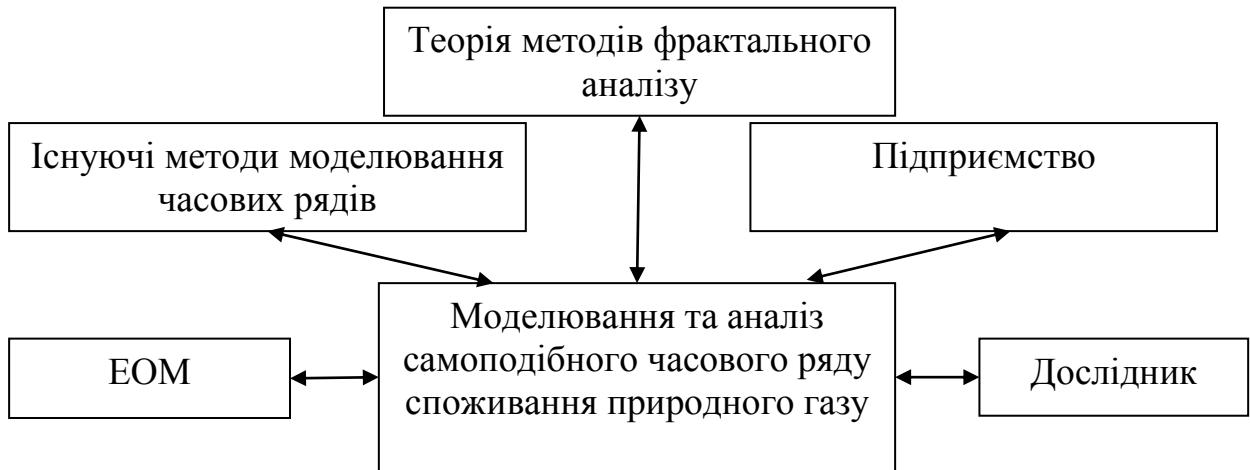 Теорія методів фрактального
аналізу
Існуючі методи моделювання
часових рядів
Підприємство
Моделювання та аналіз
самоподібного часового ряду
споживання природного газу
ЕОМ
Дослідник